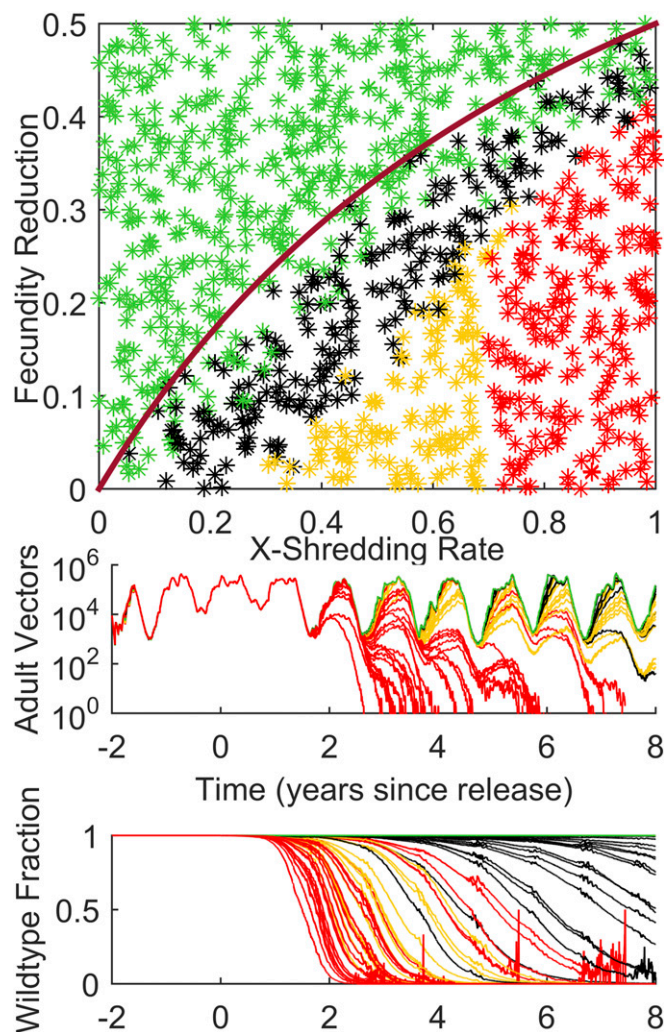 Fecundity Reduction
0.5
0.4
0.3
0.2
0.1
0
0 0.2 0.4 0.6 0.8 1
X-Shredding Rate
Adult Vectors
10^6
10^4
10^2
10^0
-2 0 2 4 6 8
Time (years since release)
Wildtype Fraction
1
0.5
0
-2 0 2 4 6 8